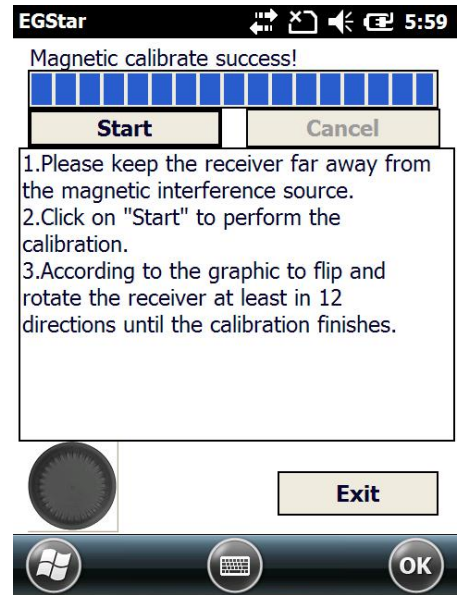 EGStar 5:59
Magnetic calibrate success!
Start Cancel
1.Please keep the receiver far away from
the magnetic interference source.
2.Click on "Start" to perform the
calibration.
3.According to the graphic to flip and
rotate the receiver at least in 12
directions until the calibration finishes.
Exit
OK